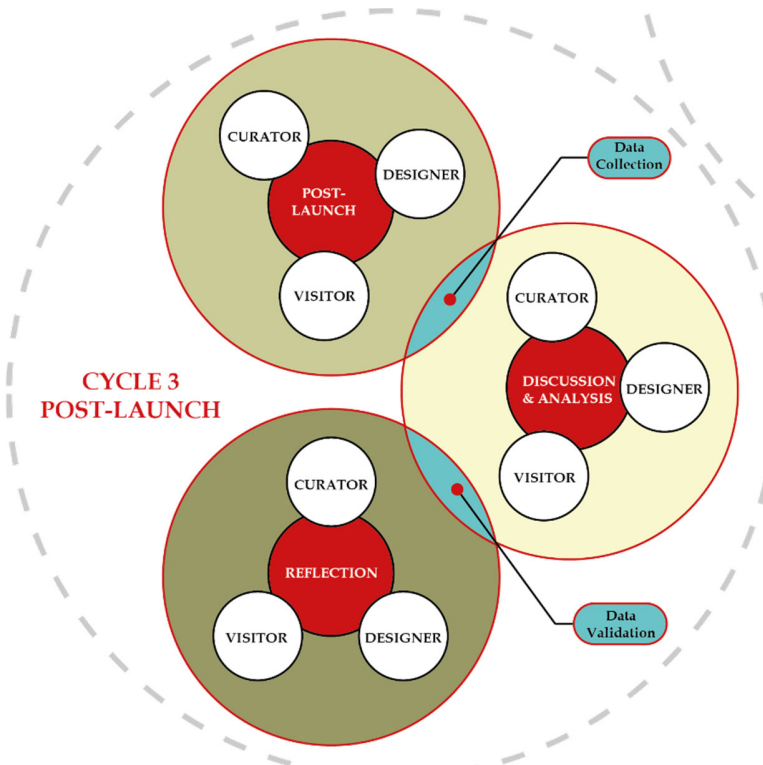 CURATOR
DESIGNER
POST-
LAUNCH
VISITOR
Data
Collection
CURATOR
DISCUSSION
& ANALYSIS
DESIGNER
VISITOR
CYCLE 3
POST-LAUNCH
CURATOR
REFLECTION
VISITOR
DESIGNER
Data
Validation